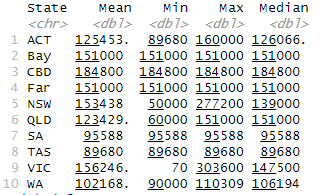 State Mean Min Max Median
<chr> <dbl> <dbl> <dbl> <dbl>
1 ACT 125453. 89680 160000 126066.
2 Bay 151000 151000 151000 151000
3 CBD 184800 184800 184800 184800
4 Far 151000 151000 151000 151000
5 NSW 153438 50000 277200 139000
6 QLD 123429. 60000 151000 151000
7 SA 95588 95588 95588 95588
8 TAS 89680 89680 89680 89680
9 VIC 156246. 70 303600 147500
10 WA 102168. 90000 110309 106194